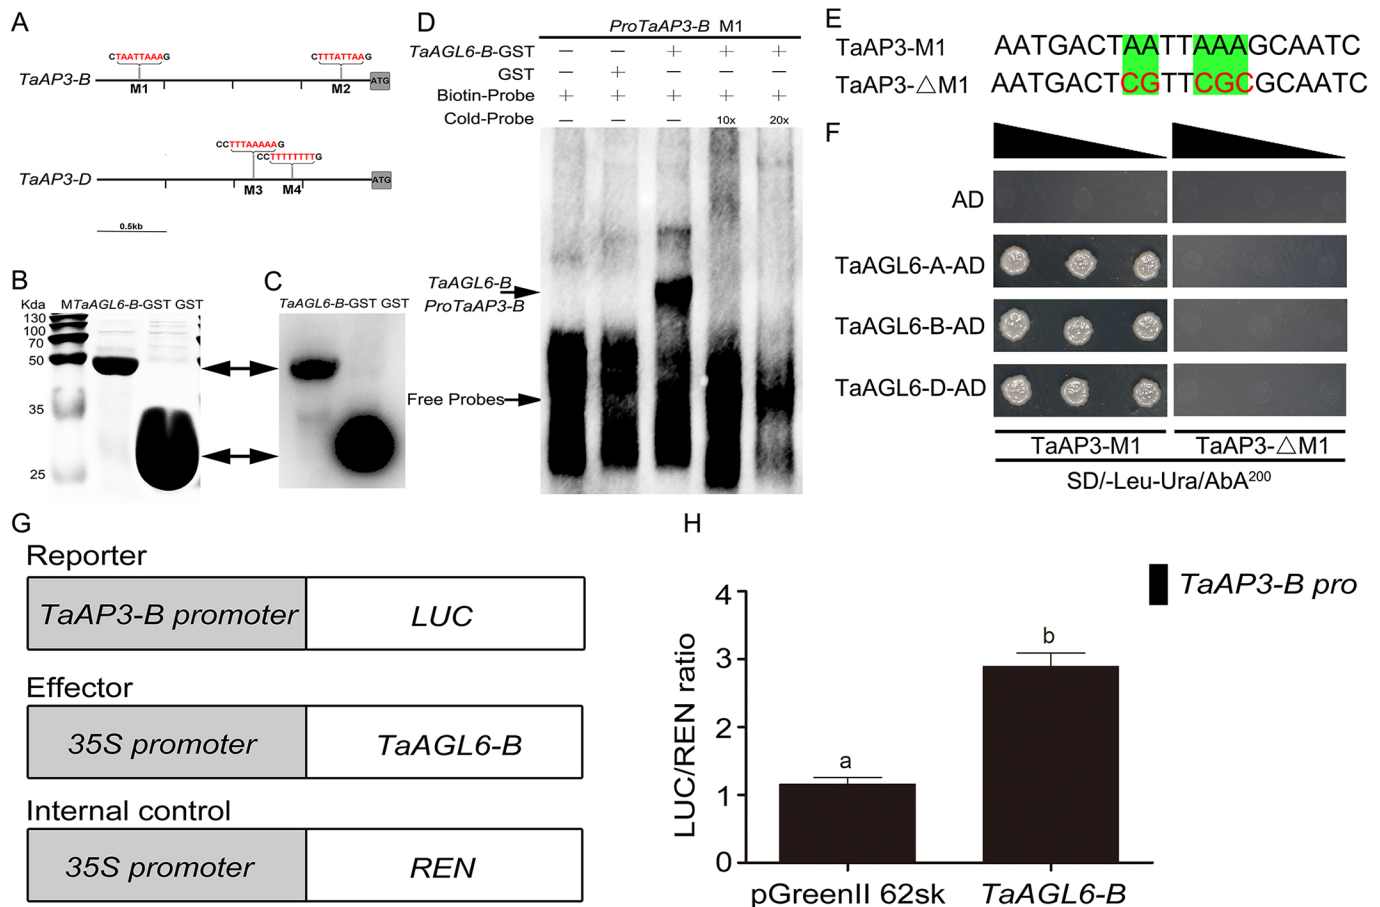 A
CTAATTAAAG
CTTTATTAAG
TaAP3-B
M1
M2
ATG
CCTTTAAAAAG
CCTTTTTTTTG
TaAP3-D
M3
M4
ATG
0.5kb
B
Kda
M TaAGL6-B-GST GST
130
100
70
50
35
25
C
TaAGL6-B-GST GST
D
ProTaAP3-B M1
TaAGL6-B-GST — — + + +
GST — + — — —
Biotin-Probe + + + + +
Cold-Probe — — — 10x 20x
TaAGL6-B
ProTaAP3-B
Free Probes
E
TaAP3-M1 AATGACTAATTAAAGCAATC
TaAP3-△M1 AATGACTCGTTCGCGCAATC
F
AD
TaAGL6-A-AD
TaAGL6-B-AD
TaAGL6-D-AD
TaAP3-M1 TaAP3-△M1
SD/-Leu-Ura/AbA²⁰⁰
G
Reporter
TaAP3-B promoter LUC
Effector
35S promoter TaAGL6-B
Internal control
35S promoter REN
H
TaAP3-B pro
LUC/REN ratio
4
3
2
1
0
a
b
pGreenII 62sk TaAGL6-B